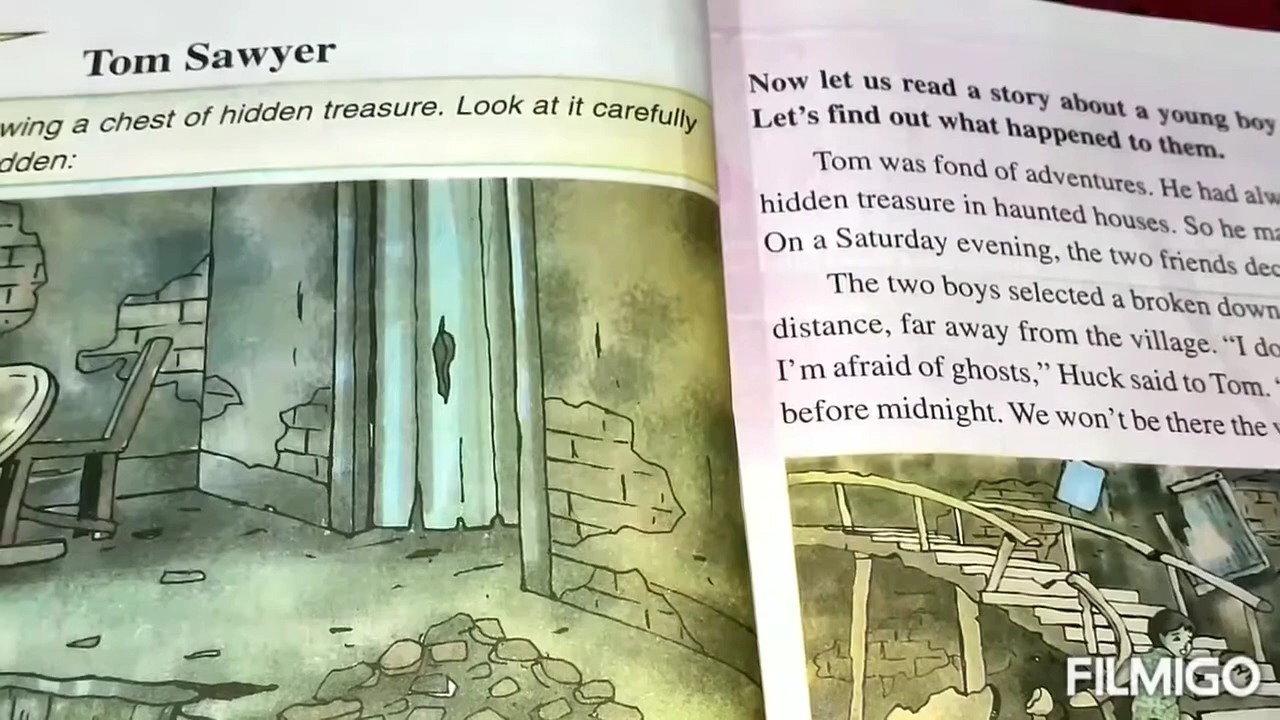 Tom Sawyer
wing a chest of hidden treasure. Look at it carefully
dden:
Now let us read a story about a young boy
Let's find out what happened to them.
Tom was fond of adventures. He had alw
hidden treasure in haunted houses. So he ma
On a Saturday evening, the two friends dec
The two boys selected a broken down
distance, far away from the village. “I do
I'm afraid of ghosts,” Huck said to Tom. “
before midnight. We won't be there the w
FILMIGO